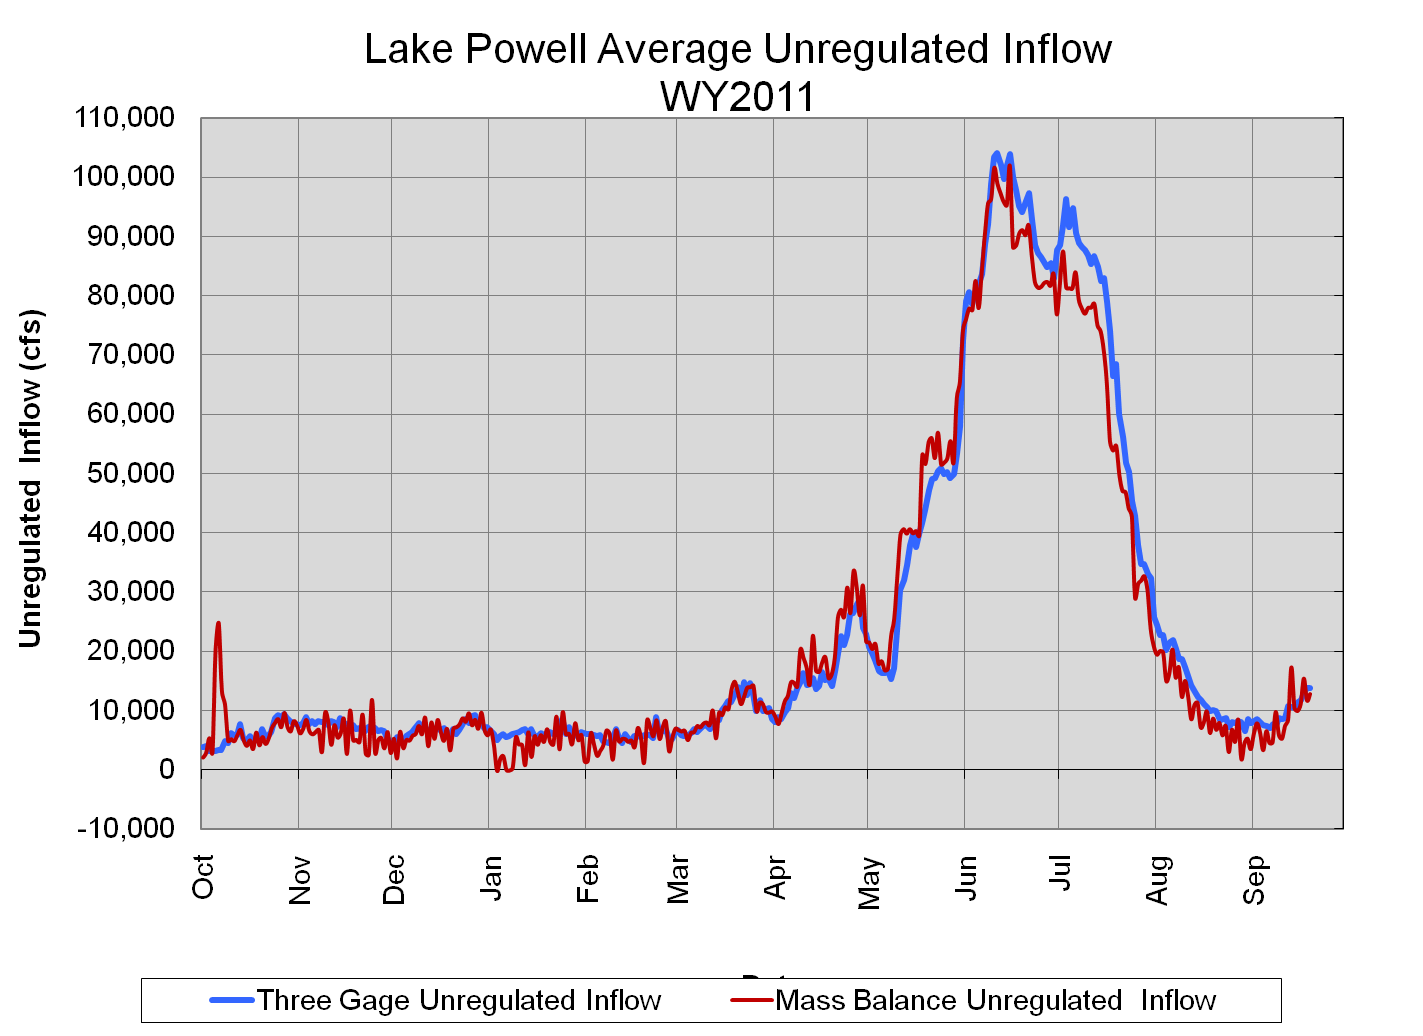 Lake Powell Average Unregulated Inflow
WY2011
110,000
100,000
90,000
80,000
70,000
60,000
50,000
40,000
30,000
20,000
10,000
0
-10,000
Unregulated  Inflow (cfs)
Oct
Nov
Dec
Jan
Feb
Mar
Apr
May
Jun
Jul
Aug
Sep
Three Gage Unregulated Inflow
Mass Balance Unregulated  Inflow